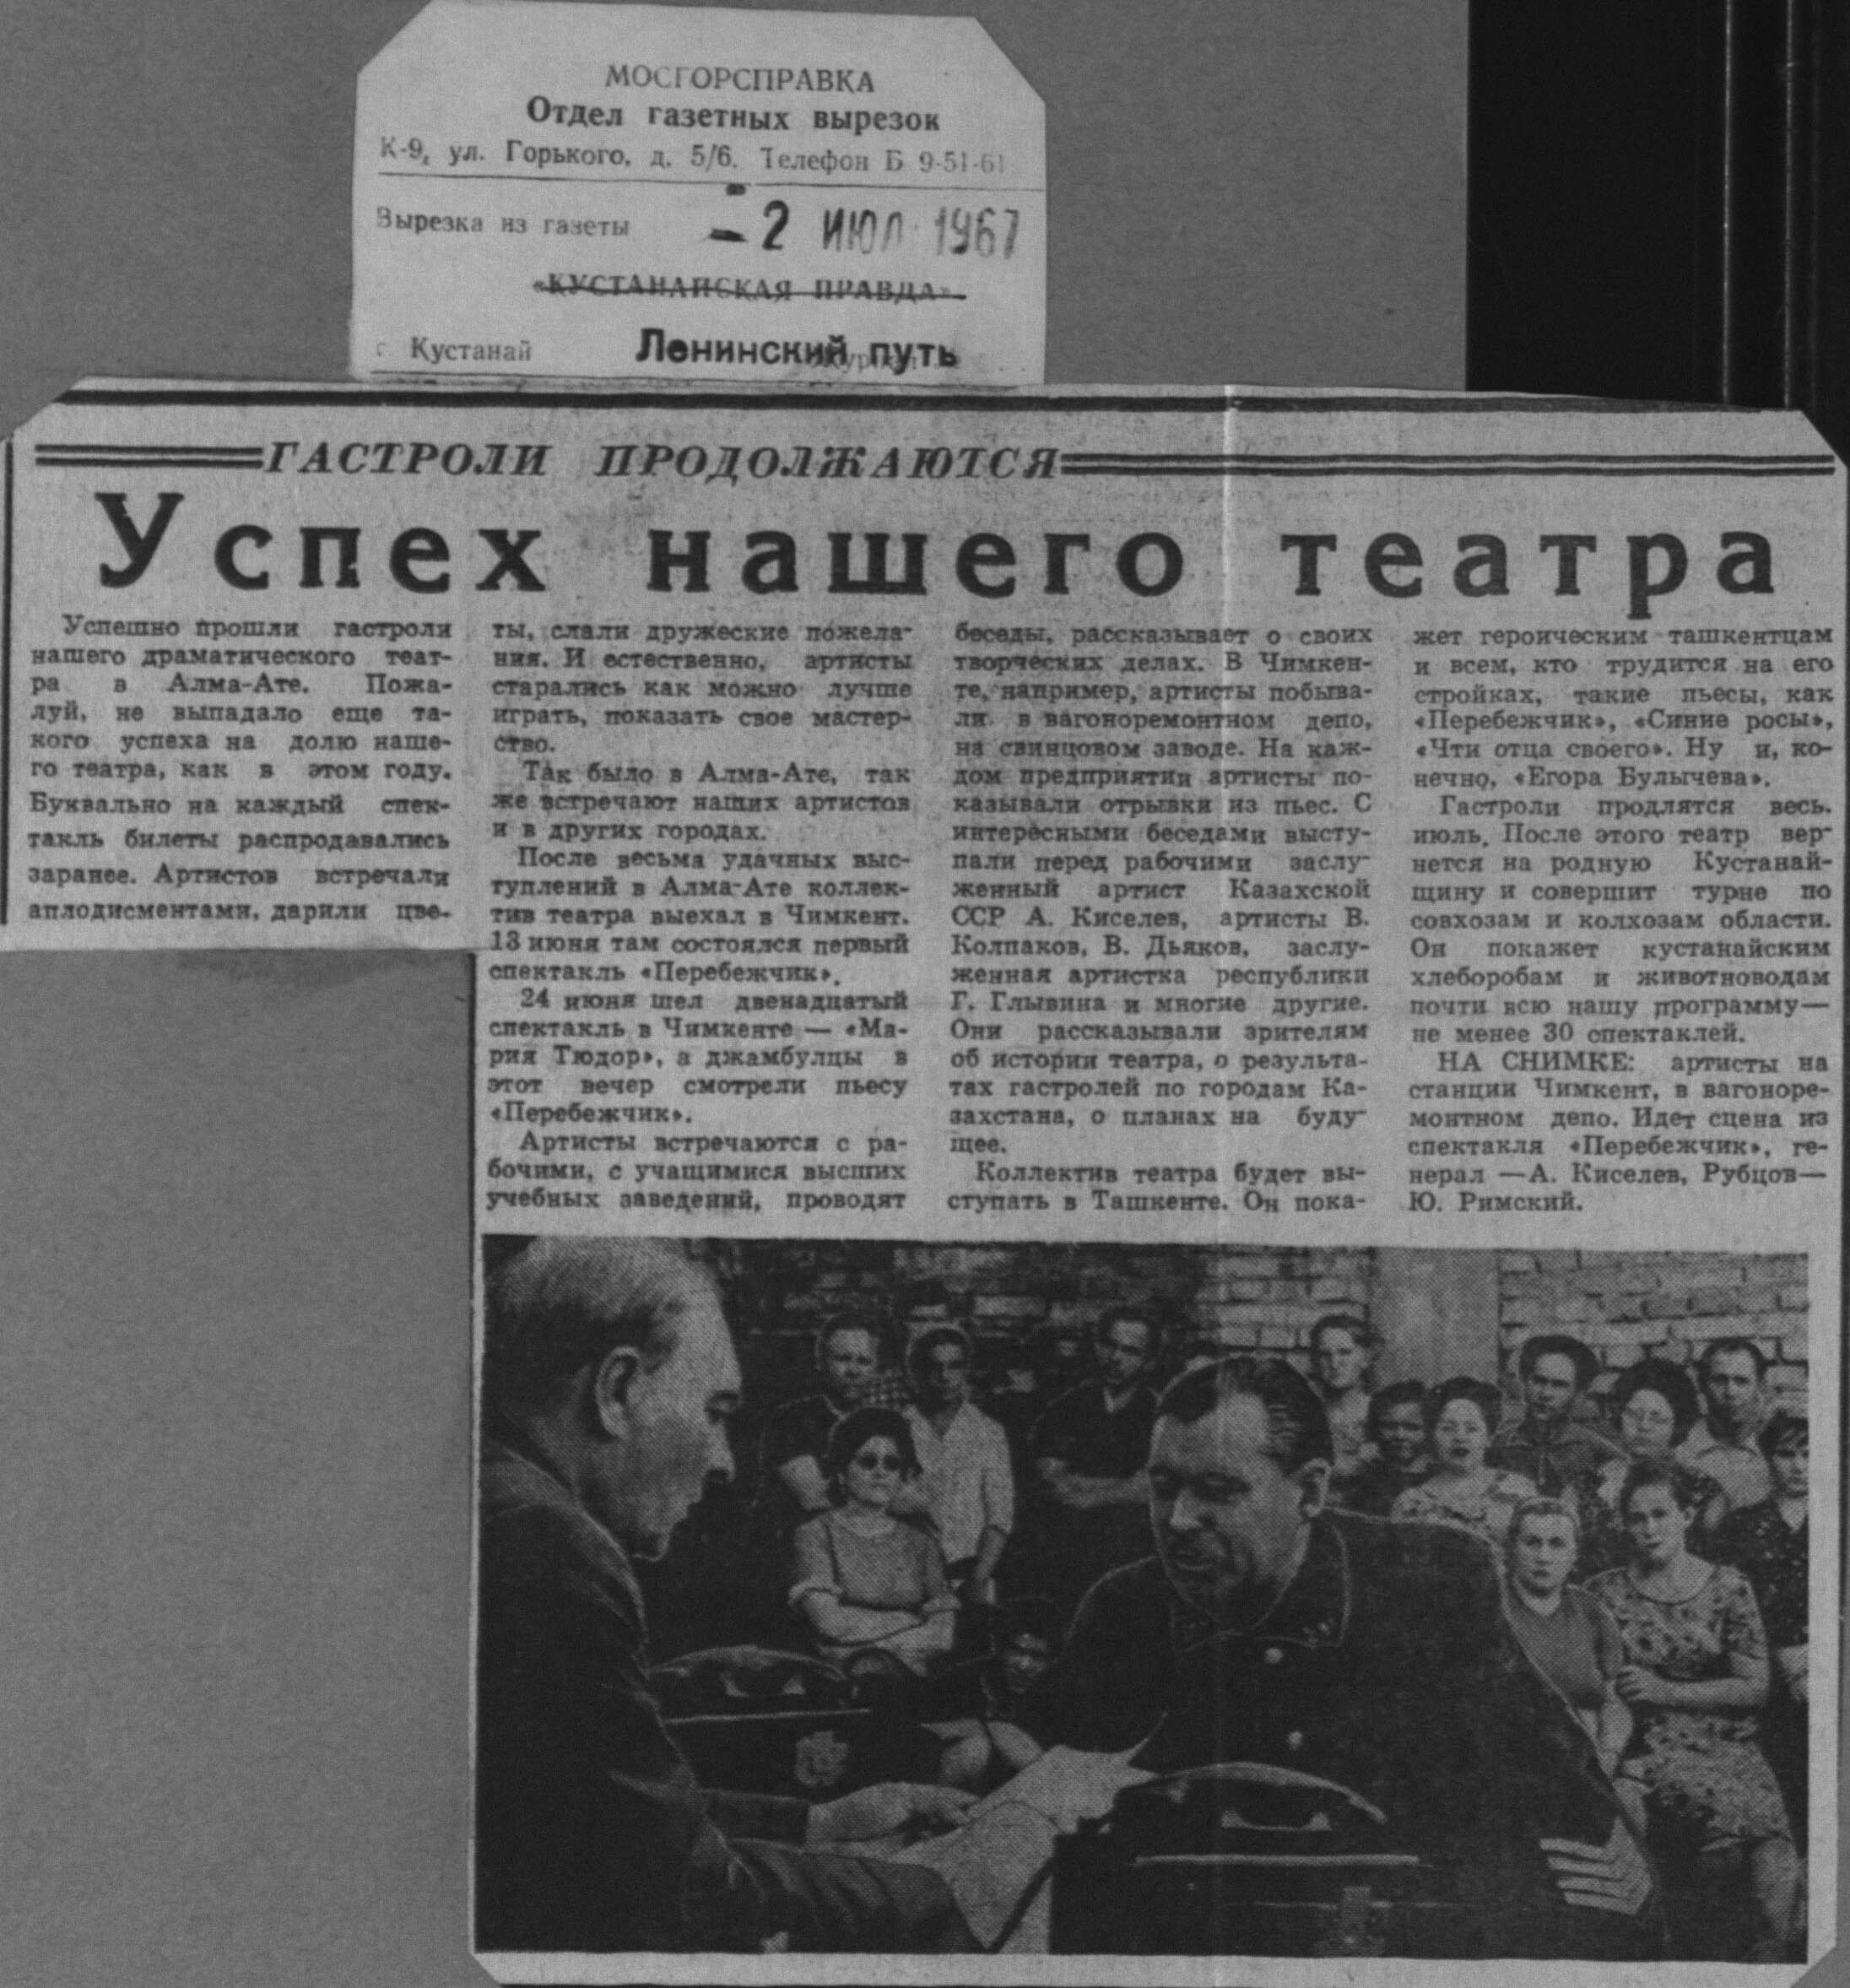 МОСГОРСПРАВКА
Отдел газетных вырезок
К-9, ул. Горького, д. 5/6. Телефон Б 9-51-61
Вырезка из газеты
-2 ИЮЛ 1967
«КУСТАНАЙСКАЯ ПРАВДА»
г Кустанай
Ленинский путь
ГАСТРОЛИ ПРОДОЛЖАЮТСЯ
Успех нашего театра
Успешно прошли гастроли
нашего драматического теат-
ра в Алма-Ате. Пожа-
луй, не выпадало еще та-
кого успеха на долю наше-
го театра, как в этом году.
Буквально на каждый спек-
такль билеты распродавались
заранее. Артистов встречали
аплодисментами, дарили цве-
ты, слали дружеские пожела-
ния. И естественно, артисты
старались как можно лучше
играть, показать свое мастер-
ство.
Так было в Алма-Ате, так
же встречают наших артистов
и в других городах.
После весьма удачных выс-
туплений в Алма-Ате коллек-
тив театра выехал в Чимкент.
13 июня там состоялся первый
спектакль «Перебежчик».
24 июня шел двенадцатый
спектакль в Чимкенте — «Ма-
рия Тюдор», а джамбулцы в
этот вечер смотрели пьесу
«Перебежчик».
Артисты встречаются с ра-
бочими, с учащимися высших
учебных заведений, проводят
беседы, рассказывает о своих
творческих делах. В Чимкен-
те, например, артисты побыва-
ли в вагоноремонтном депо,
на свинцовом заводе. На каж-
дом предприятии артисты по-
казывали отрывки из пьес. С
интересными беседами высту-
пали перед рабочими заслу-
женный артист Казахской
ССР А. Киселев, артисты В.
Колпаков, В. Дьяков, заслу-
женная артистка республики
Г. Глывина и многие другие.
Они рассказывали зрителям
об истории театра, о результа-
тах гастролей по городам Ка-
захстана, о планах на буду-
щее.
Коллектив театра будет вы-
ступать в Ташкенте. Он пока-
жет героическим ташкентцам
и всем, кто трудится на его
стройках, такие пьесы, как
«Перебежчик», «Синие росы»,
«Чти отца своего». Ну и, ко-
нечно, «Егора Булычева».
Гастроли продлятся весь.
июль. После этого театр вер-
нется на родную Кустанай-
щину и совершит турне по
совхозам и колхозам области.
Он покажет кустанайским
хлеборобам и животноводам
почти всю нашу программу—
не менее 30 спектаклей.
НА СНИМКЕ: артисты на
станции Чимкент, в вагоноре-
монтном депо. Идет сцена из
спектакля «Перебежчик», ге-
нерал —А. Киселев, Рубцов—
Ю. Римский.